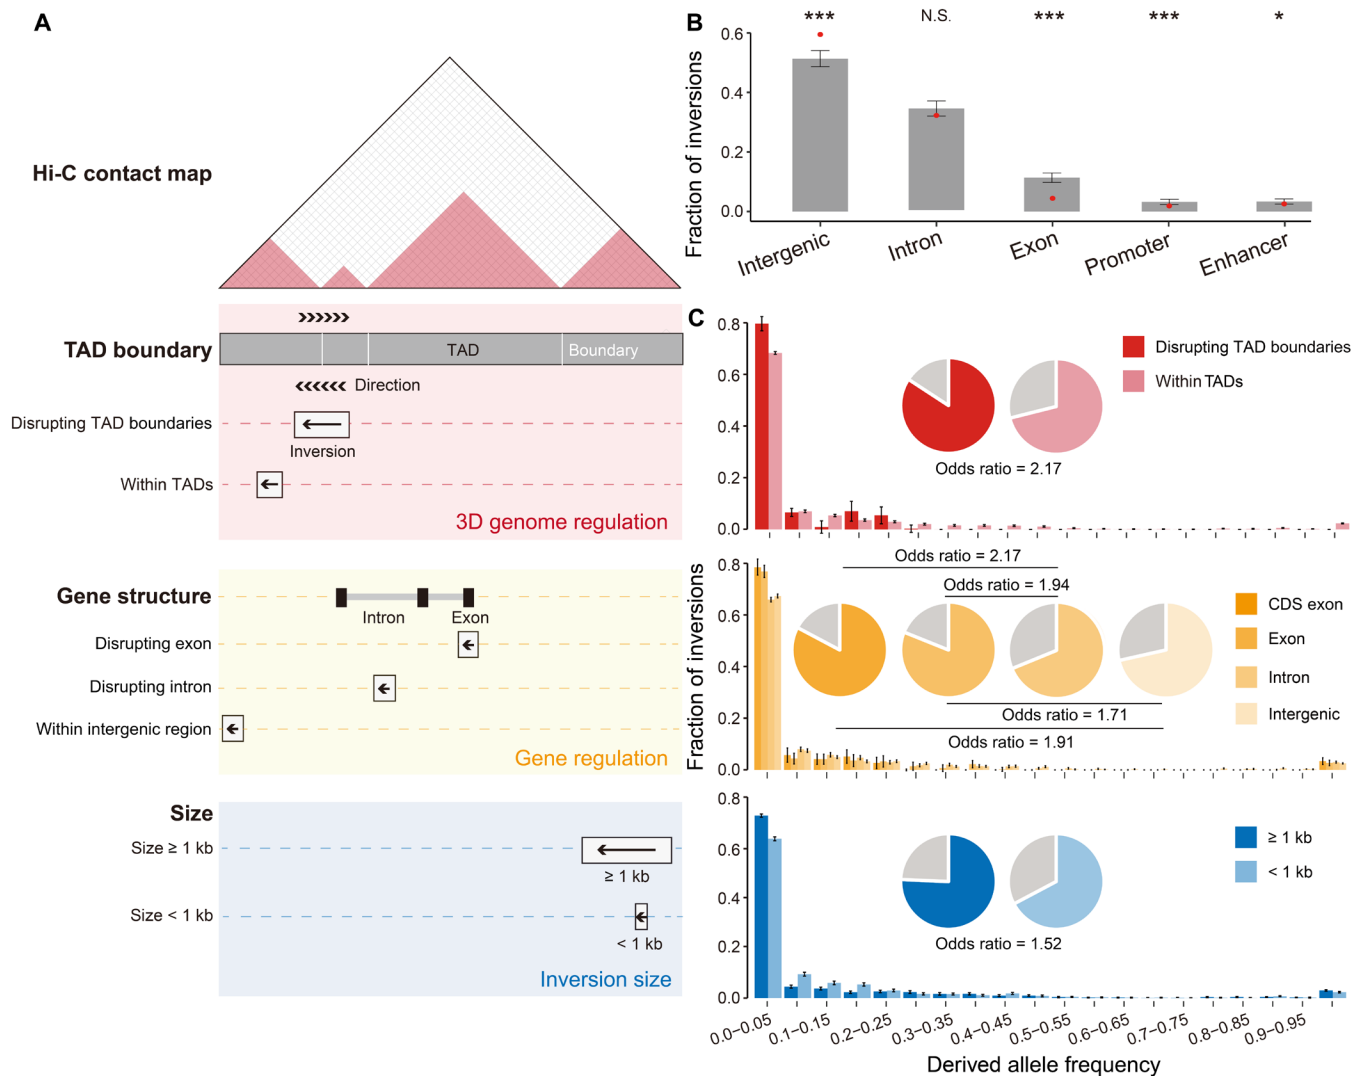 A
Hi-C contact map
TAD boundary
TAD
Boundary
Direction
Disrupting TAD boundaries
Inversion
Within TADs
3D genome regulation
Gene structure
Intron
Exon
Disrupting exon
Disrupting intron
Within intergenic region
Gene regulation
Size
Size ≥ 1 kb
≥ 1 kb
Size < 1 kb
< 1 kb
Inversion size
B
***
N.S.
***
***
*
Fraction of inversions
0.6
0.4
0.2
0.0
Intergenic
Intron
Exon
Promoter
Enhancer
C
Fraction of inversions
0.8
0.6
0.4
0.2
0.0
Disrupting TAD boundaries
Within TADs
Odds ratio = 2.17
0.8
0.6
0.4
0.2
0.0
Odds ratio = 2.17
Odds ratio = 1.94
CDS exon
Exon
Intron
Intergenic
Odds ratio = 1.71
Odds ratio = 1.91
0.8
0.6
0.4
0.2
0.0
≥ 1 kb
< 1 kb
Odds ratio = 1.52
0.0–0.05
0.1–0.15
0.2–0.25
0.3–0.35
0.4–0.45
0.5–0.55
0.6–0.65
0.7–0.75
0.8–0.85
0.9–0.95
Derived allele frequency